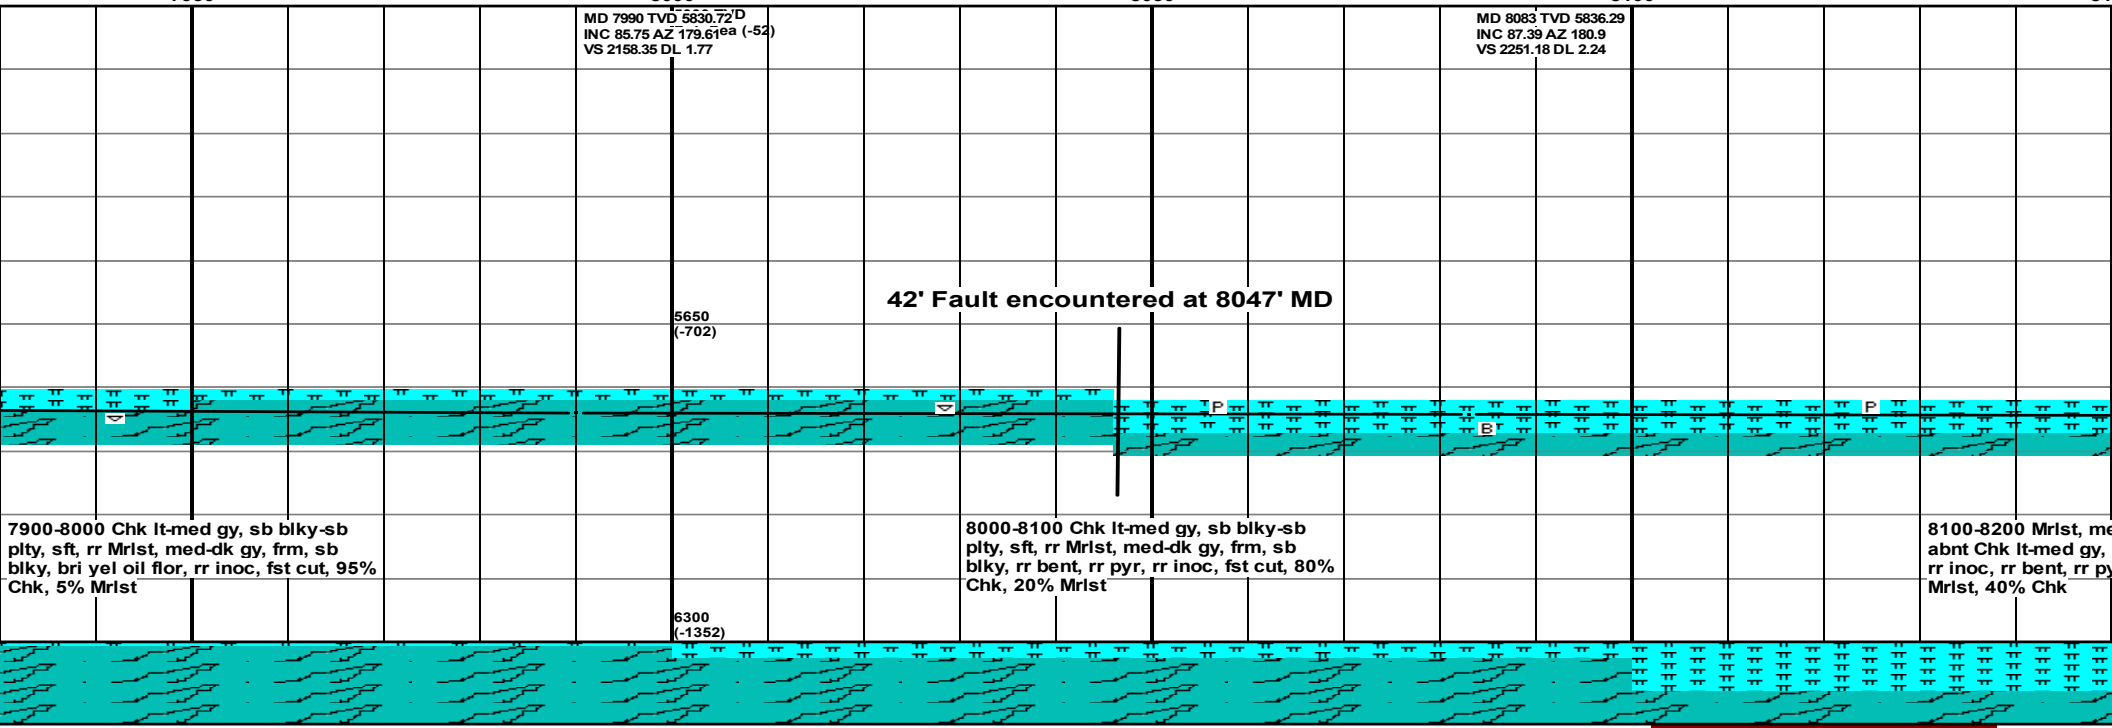 MD 7990 TVD 5830.72
INC 85.75 AZ 179.61
VS 2158.35 DL 1.77
TVD
(-52)
MD 8083 TVD 5836.29
INC 87.39 AZ 180.9
VS 2251.18 DL 2.24
42' Fault encountered at 8047' MD
5650
(-702)
P
P
B
7900-8000 Chk lt-med gy, sb blky-sb
plty, sft, rr Mrlst, med-dk gy, frm, sb
blky, bri yel oil flor, rr inoc, fst cut, 95%
Chk, 5% Mrlst
8000-8100 Chk lt-med gy, sb blky-sb
plty, sft, rr Mrlst, med-dk gy, frm, sb
blky, rr bent, rr pyr, rr inoc, fst cut, 80%
Chk, 20% Mrlst
8100-8200 Mrlst, me
abnt Chk lt-med gy,
rr inoc, rr bent, rr py
Mrlst, 40% Chk
6300
(-1352)